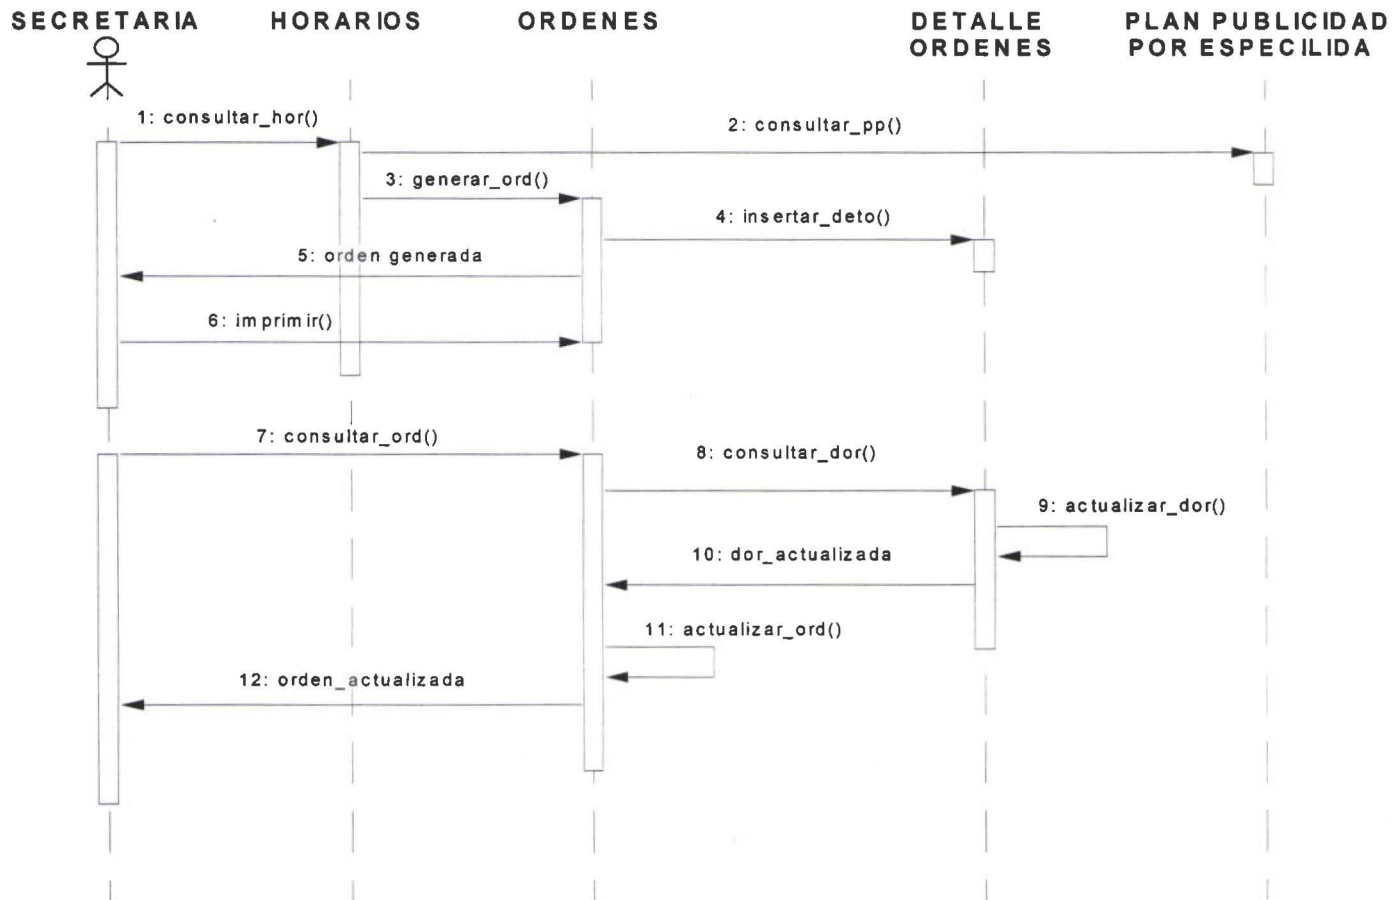 SECRETARIA
HORARIOS
ORDENES
DETALLE
ORDENES
PLAN PUBLICIDAD
POR ESPECILIDA
1: consultar_hor()
2: consultar_pp()
3: generar_ord()
4: insertar_deto()
5: orden generada
6: imprimir()
7: consultar_ord()
8: consultar_dor()
9: actualizar_dor()
10: dor_actualizada
11: actualizar_ord()
12: orden_actualizada